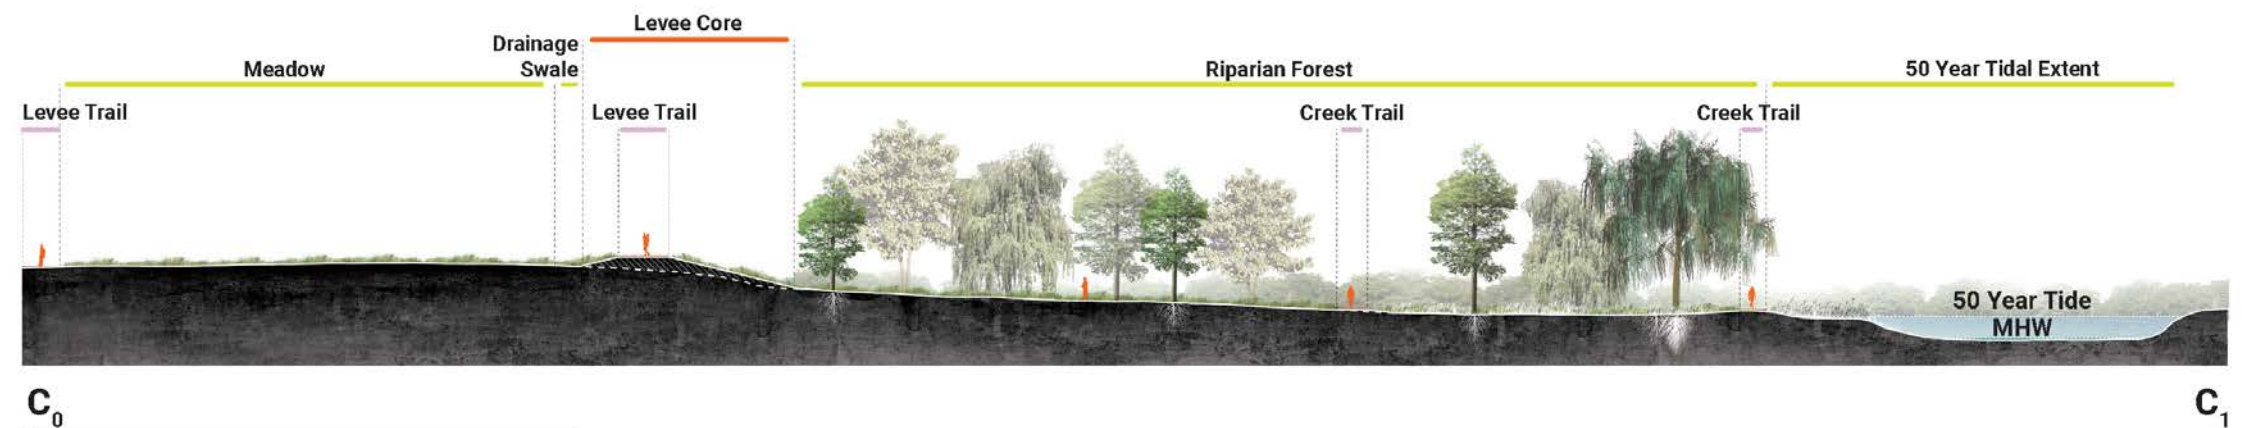 Levee Core
Drainage
Swale
Meadow
Riparian Forest
50 Year Tidal Extent
Levee Trail
Levee Trail
Creek Trail
Creek Trail
50 Year Tide
MHW
C0
C1